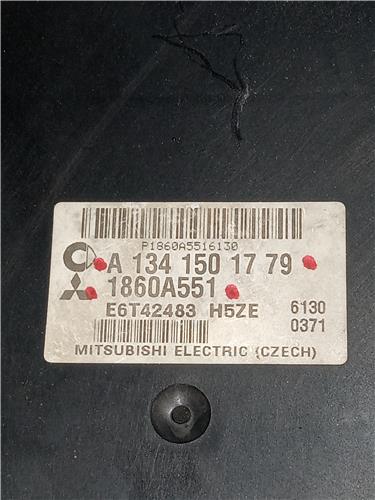 P1860A5516130
A 134 150 17 79
1860A551
E6T42483 H5ZE
6130
0371
MITSUBISHI ELECTRIC (CZECH)